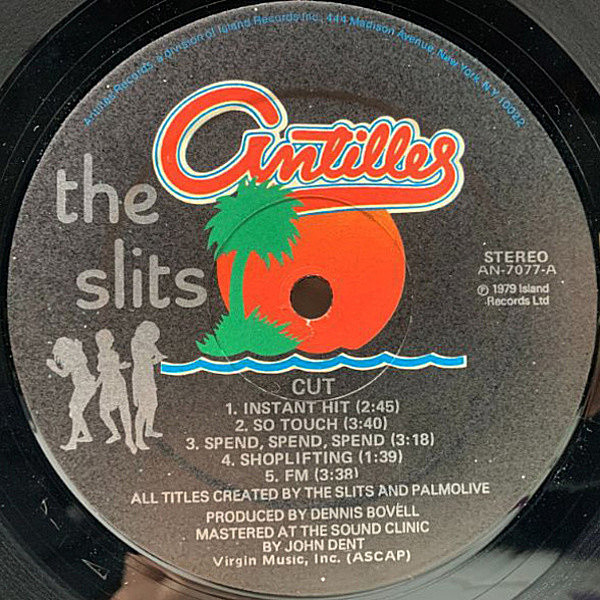 Antilles Records, a division of Island Records Inc., 444 Madison Avenue, New York, N.Y. 10022
antilles
the
slits
STEREO
AN-7077-A
℗ 1979 Island
Records Ltd
CUT
1. INSTANT HIT (2:45)
2. SO TOUCH (3:40)
3. SPEND, SPEND, SPEND (3:18)
4. SHOPLIFTING (1:39)
5. FM (3:38)
ALL TITLES CREATED BY THE SLITS AND PALMOLIVE
PRODUCED BY DENNIS BOVELL
MASTERED AT THE SOUND CLINIC
BY JOHN DENT
Virgin Music, Inc. (ASCAP)